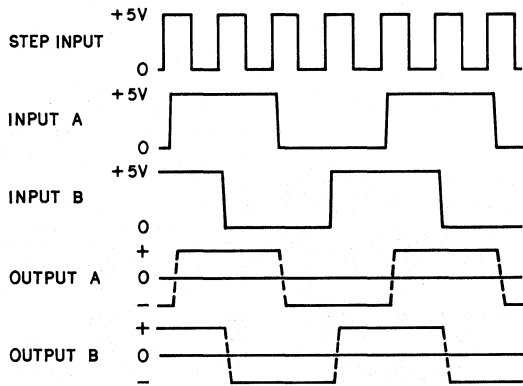 +5V
STEP INPUT
0
+5V
INPUT A
0
+5V
INPUT B
0
+
OUTPUT A 0
−
+
OUTPUT B 0
−